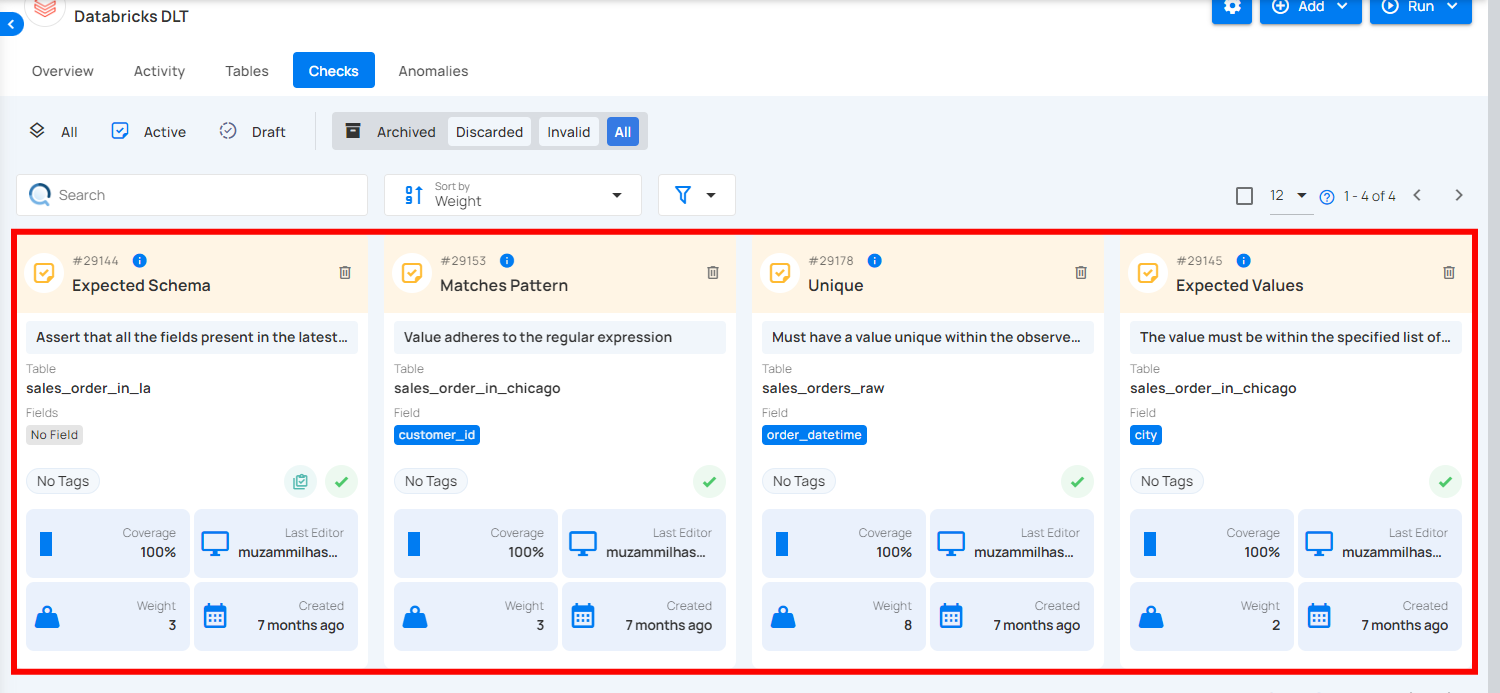 Databricks DLT
Add
Run
Overview
Activity
Tables
Checks
Anomalies
All
Active
Draft
Archived
Discarded
Invalid
All
Search
Sort by
Weight
12
1 - 4 of 4
#29144
Expected Schema
Assert that all the fields present in the latest...
Table
sales_order_in_la
Fields
No Field
No Tags
Coverage
100%
Last Editor
muzammilhas...
Weight
3
Created
7 months ago
#29153
Matches Pattern
Value adheres to the regular expression
Table
sales_order_in_chicago
Field
customer_id
No Tags
Coverage
100%
Last Editor
muzammilhas...
Weight
3
Created
7 months ago
#29178
Unique
Must have a value unique within the observe...
Table
sales_orders_raw
Field
order_datetime
No Tags
Coverage
100%
Last Editor
muzammilhas...
Weight
8
Created
7 months ago
#29145
Expected Values
The value must be within the specified list of...
Table
sales_order_in_chicago
Field
city
No Tags
Coverage
100%
Last Editor
muzammilhas...
Weight
2
Created
7 months ago